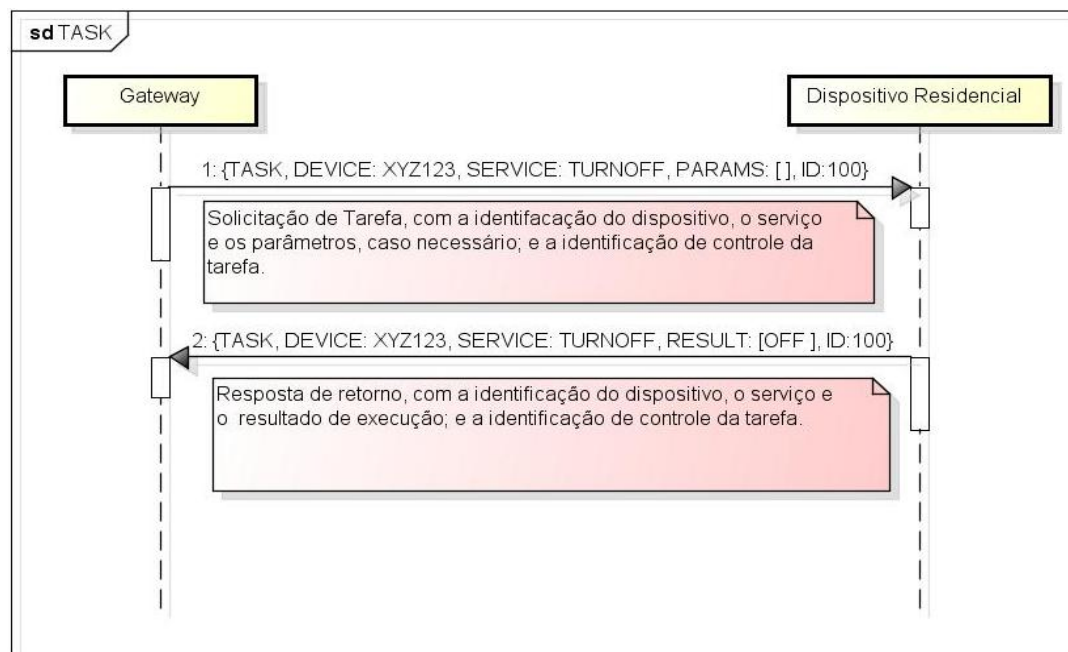 sd TASK
Gateway
Dispositivo Residencial
1: {TASK, DEVICE: XYZ123, SERVICE: TURNOFF, PARAMS: [ ], ID:100}
Solicitação de Tarefa, com a identifacação do dispositivo, o serviço
e os parâmetros, caso necessário; e a identificação de controle da
tarefa.
2: {TASK, DEVICE: XYZ123, SERVICE: TURNOFF, RESULT: [OFF ], ID:100}
Resposta de retorno, com a identificação do dispositivo, o serviço e
o resultado de execução; e a identificação de controle da tarefa.